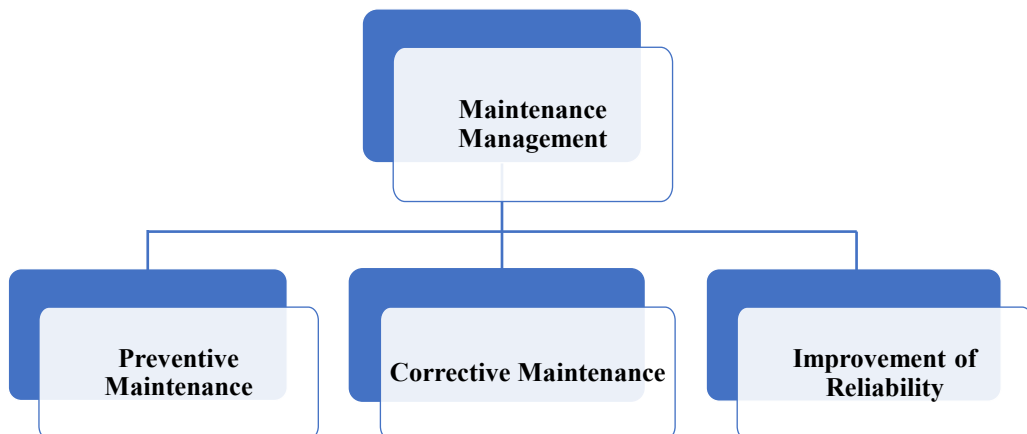 Maintenance
Management
Preventive
Maintenance
Corrective Maintenance
Improvement of
Reliability